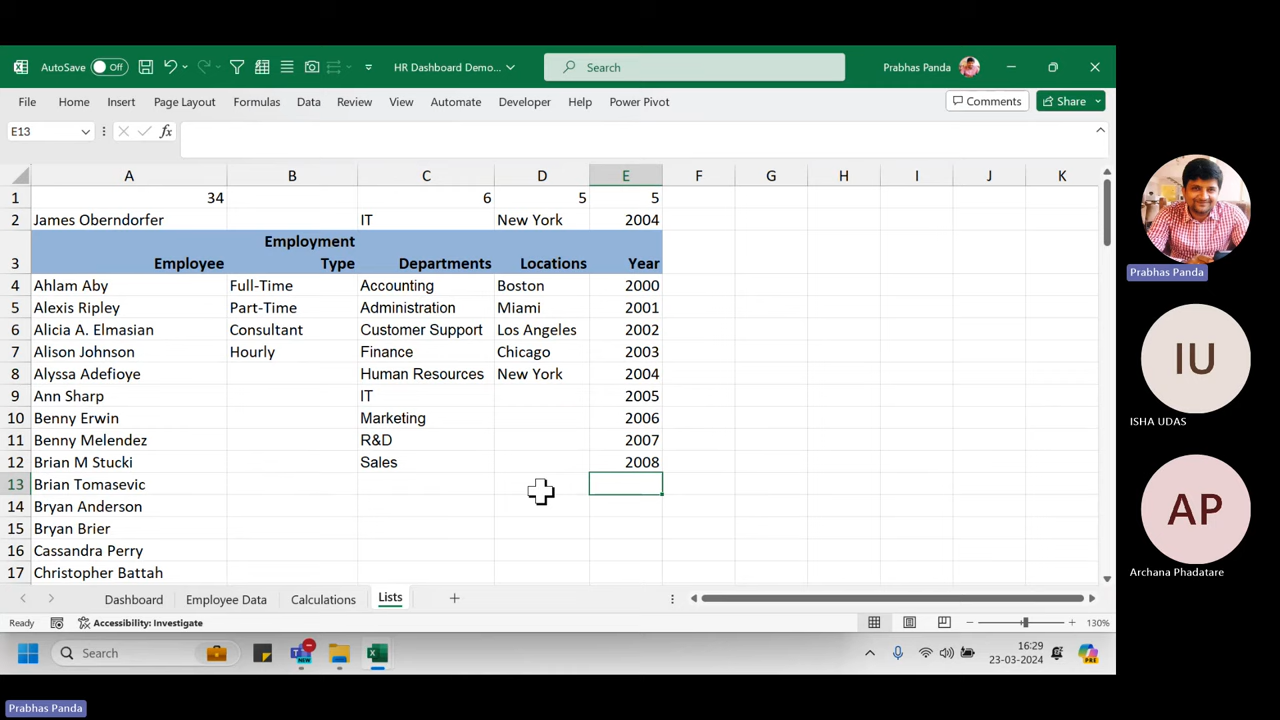 AutoSave Off HR Dashboard Demo... Search Prabhas Panda
File Home Insert Page Layout Formulas Data Review View Automate Developer Help Power Pivot Comments Share
E13 fx
A B C D E F G H I J K
1 34 6 5 5
2 James Oberndorfer IT New York 2004
Employment
3 Employee Type Departments Locations Year
4 Ahlam Aby Full-Time Accounting Boston 2000
5 Alexis Ripley Part-Time Administration Miami 2001
6 Alicia A. Elmasian Consultant Customer Support Los Angeles 2002
7 Alison Johnson Hourly Finance Chicago 2003
8 Alyssa Adefioye Human Resources New York 2004
9 Ann Sharp IT 2005
10 Benny Erwin Marketing 2006
11 Benny Melendez R&D 2007
12 Brian M Stucki Sales 2008
13 Brian Tomasevic
14 Bryan Anderson
15 Bryan Brier
16 Cassandra Perry
17 Christopher Battah
Dashboard Employee Data Calculations Lists
Ready Accessibility: Investigate 130%
Search NEW 16:29 PRE
23-03-2024
Prabhas Panda
IU
ISHA UDAS
AP
Archana Phadatare
Prabhas Panda